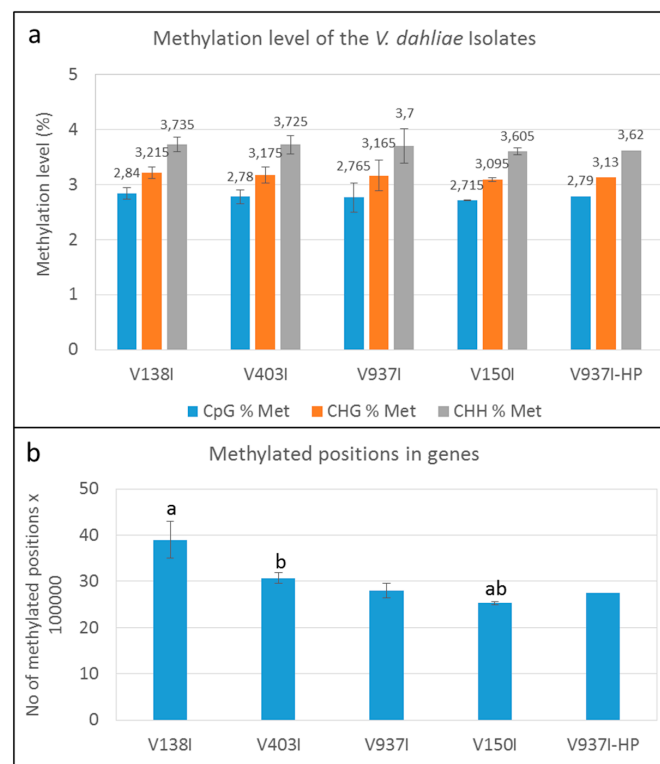 a
Methylation level of the V. dahliae Isolates
Methylation level (%)
5
4
3
2
1
0
2,84
3,215
3,735
2,78
3,175
3,725
2,765
3,165
3,7
2,715
3,095
3,605
2,79
3,13
3,62
V138I V403I V937I V150I V937I-HP
CpG % Met CHG % Met CHH % Met
b
Methylated positions in genes
No of methylated positions x
100000
50
40
30
20
10
0
a
b
ab
V138I V403I V937I V150I V937I-HP